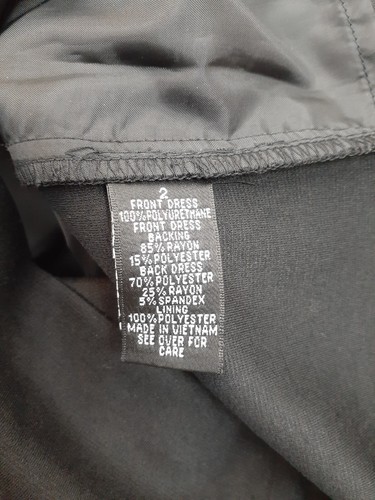 2
FRONT DRESS
100%POLYURETHANE
FRONT DRESS
BACKING
85% RAYON
15% POLYESTER
BACK DRESS
70% POLYESTER
25% RAYON
5% SPANDEX
LINING
100%POLYESTER
MADE IN VIETNAM
SEE OVER FOR
CARE